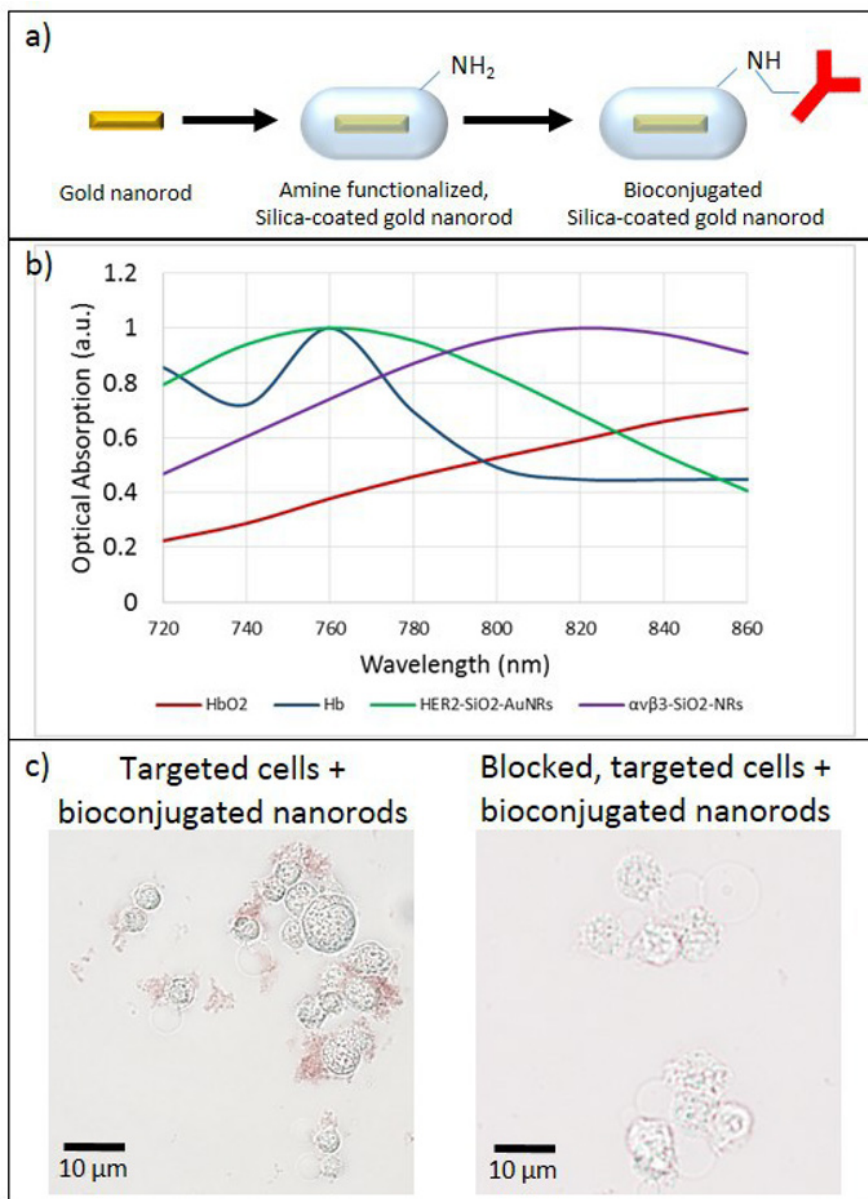 a)
NH2
NH
Gold nanorod
Amine functionalized,
Silica-coated gold nanorod
Bioconjugated
Silica-coated gold nanorod
b)
Optical Absorption (a.u.)
1.2
1
0.8
0.6
0.4
0.2
0
720 740 760 780 800 820 840 860
Wavelength (nm)
HbO2 Hb HER2-SiO2-AuNRs αvβ3-SiO2-NRs
c)
Targeted cells +
bioconjugated nanorods
Blocked, targeted cells +
bioconjugated nanorods
10 μm
10 μm